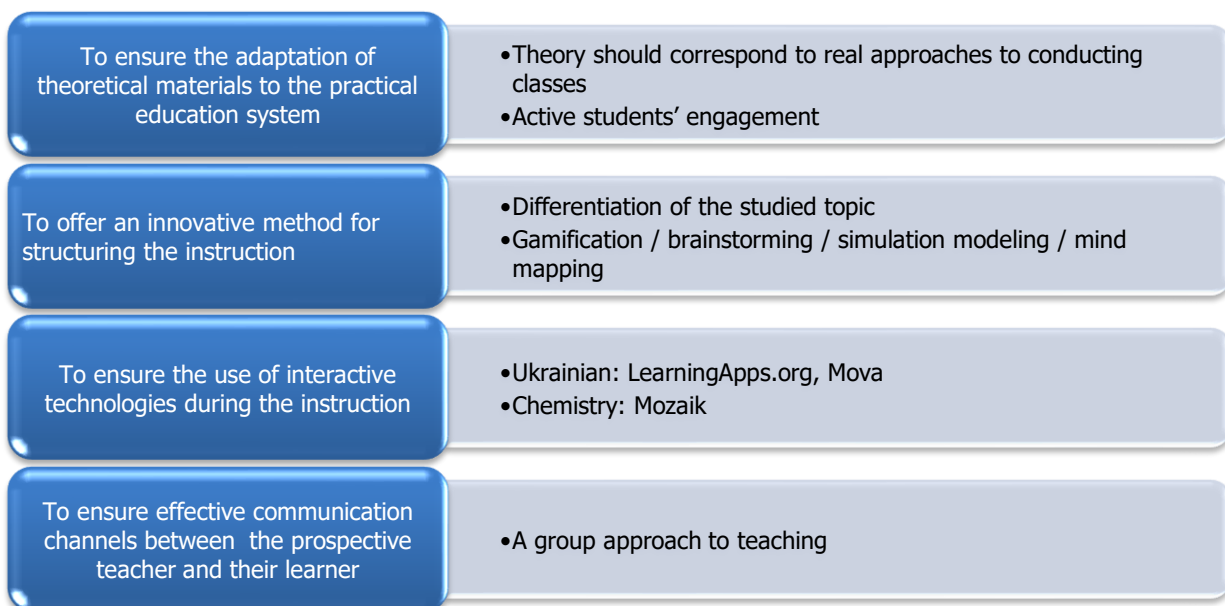 To ensure the adaptation of
theoretical materials to the practical
education system
•Theory should correspond to real approaches to conducting
classes
•Active students’ engagement
To offer an innovative method for
structuring the instruction
•Differentiation of the studied topic
•Gamification / brainstorming / simulation modeling / mind
mapping
To ensure the use of interactive
technologies during the instruction
•Ukrainian: LearningApps.org, Mova
•Chemistry: Mozaik
To ensure effective communication
channels between the prospective
teacher and their learner
•A group approach to teaching